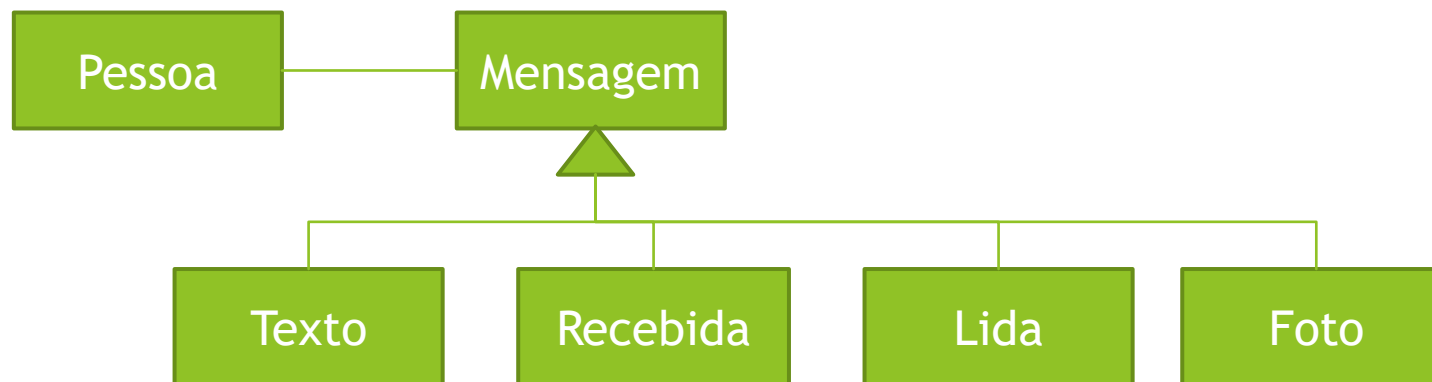 Pessoa
Mensagem
Texto
Recebida
Lida
Foto